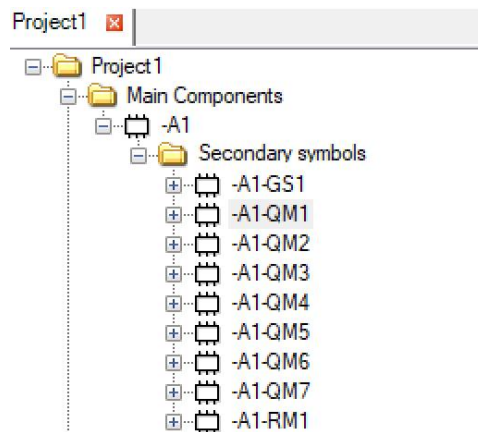 Project1
Project1
Main Components
-A1
Secondary symbols
-A1-GS1
-A1-QM1
-A1-QM2
-A1-QM3
-A1-QM4
-A1-QM5
-A1-QM6
-A1-QM7
-A1-RM1